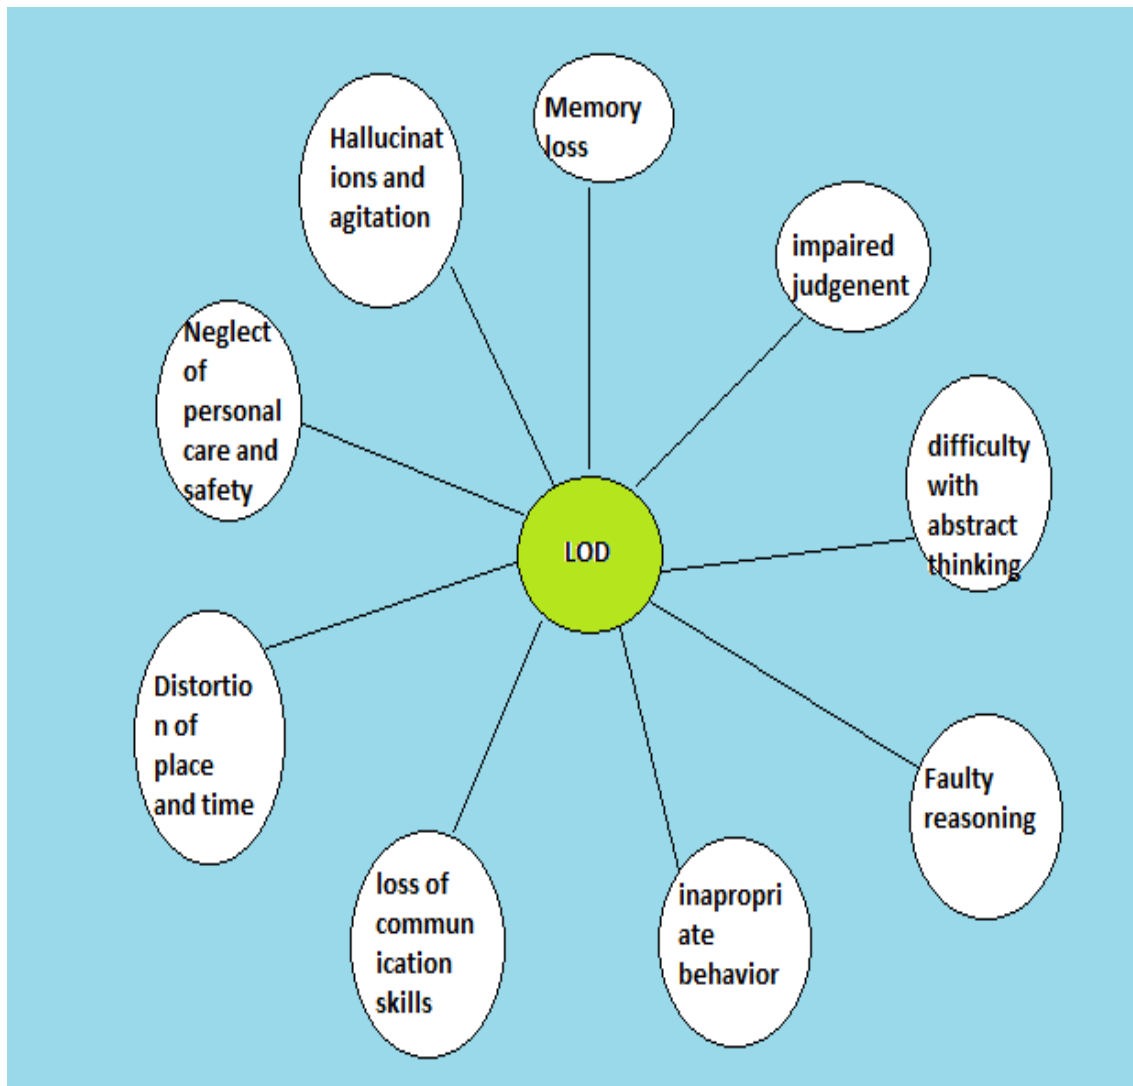 Memory
loss
Hallucinat
ions and
agitation
impaired
judgenent
Neglect
of
personal
care and
safety
difficulty
with
abstract
thinking
LOD
Distortio
n of
place
and time
Faulty
reasoning
loss of
commun
ication
skills
inapropri
ate
behavior